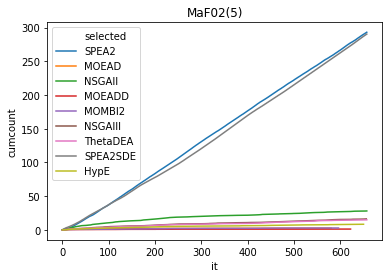 MaF02(5)
cumcount
300
250
200
150
100
50
0
selected
SPEA2
MOEAD
NSGAII
MOEADD
MOMBI2
NSGAIII
ThetaDEA
SPEA2SDE
HypE
0 100 200 300 400 500 600
it